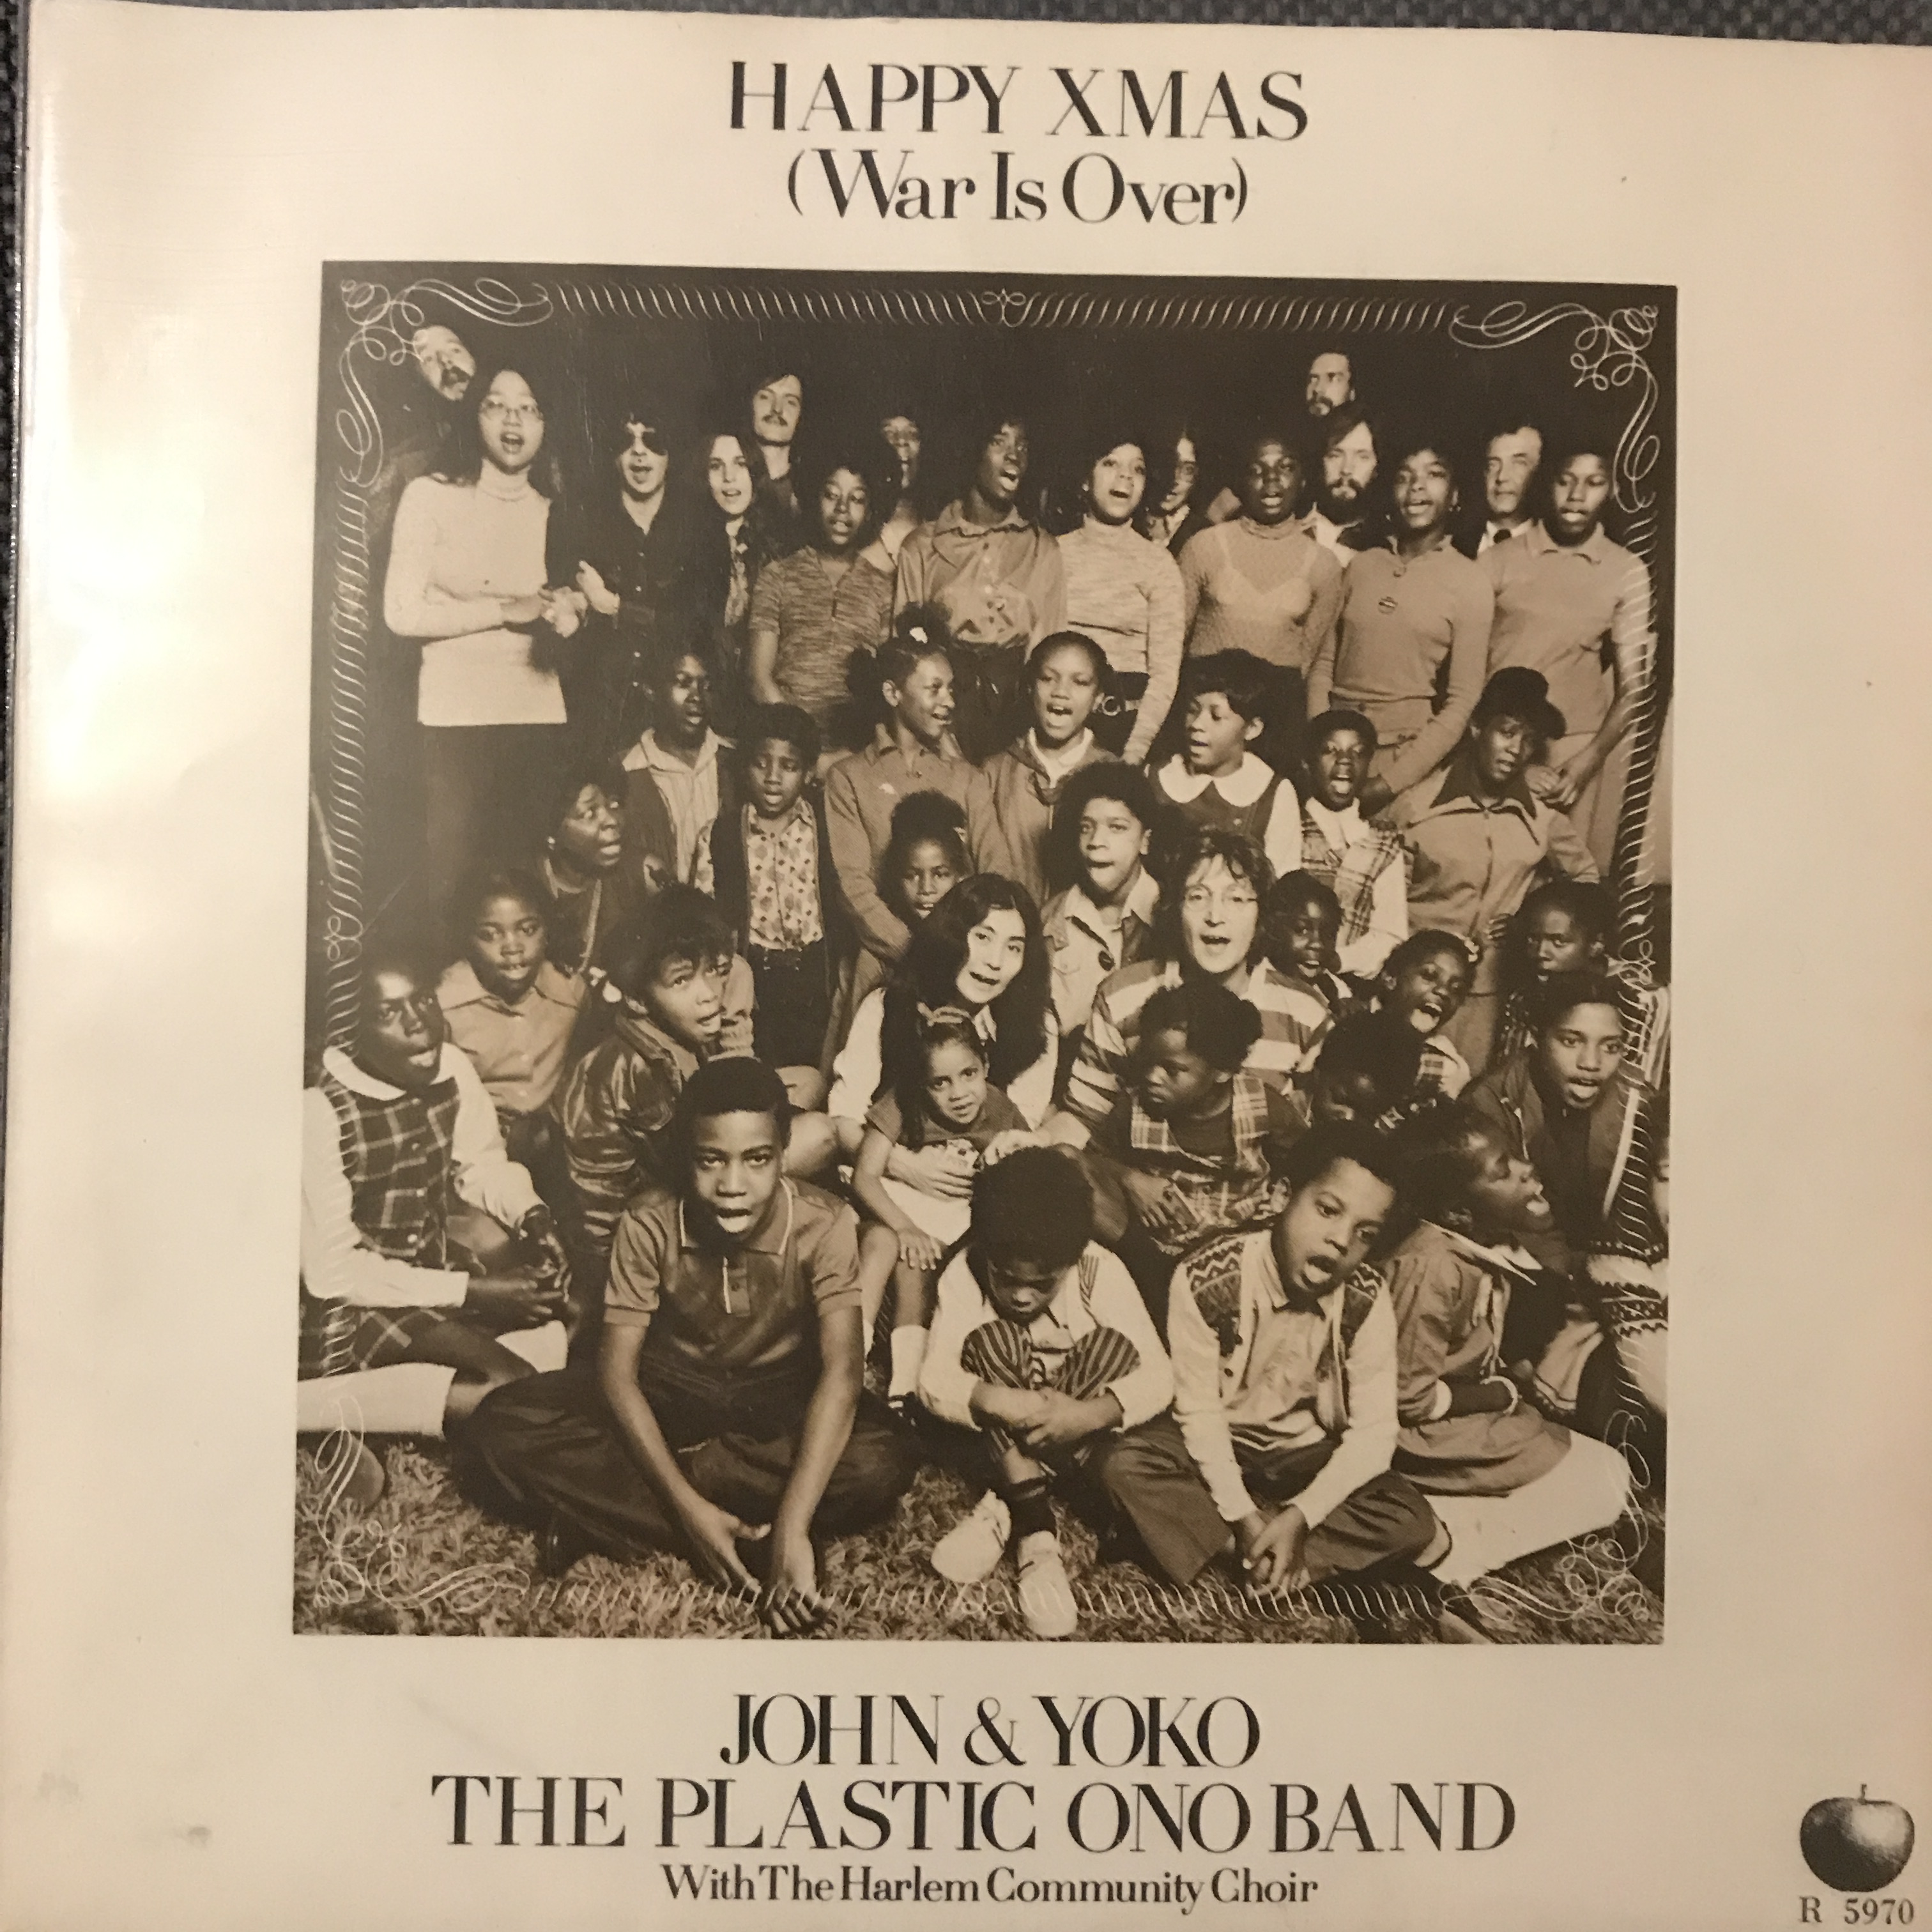 HAPPY XMAS
(War Is Over)
JOHN & YOKO
THE PLASTIC ONO BAND
With The Harlem Community Choir
R 5970